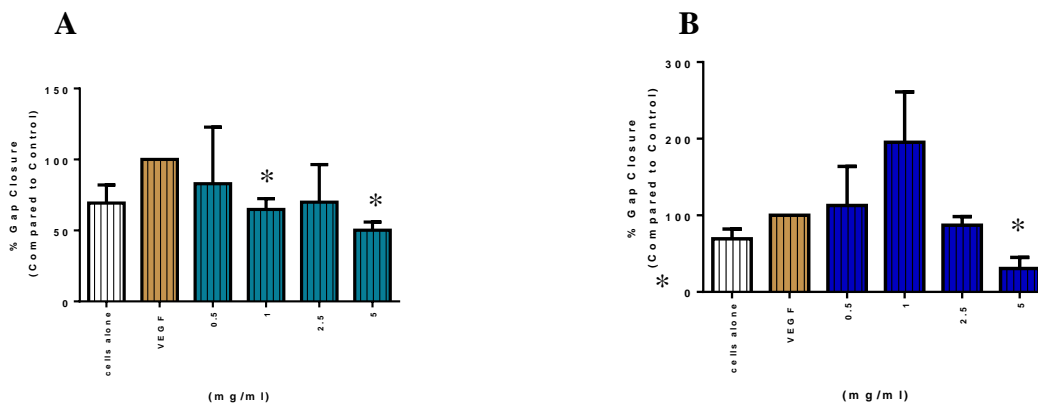 A
% Gap Closure
(Compared to Control)
150
100
50
0
*
*
cells alone
VEGF
0.5
1
2.5
5
(mg/ml)
B
% Gap Closure
(Compared to Control)
300
200
100
0
*
*
cells alone
VEGF
0.5
1
2.5
5
(mg/ml)